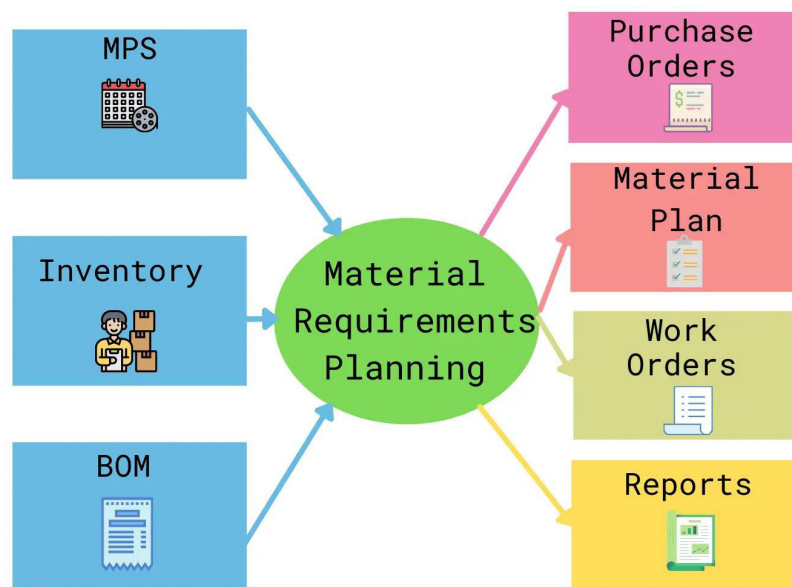 MPS
Inventory
BOM
Material
Requirements
Planning
Purchase
Orders
$
Material
Plan
Work
Orders
Reports